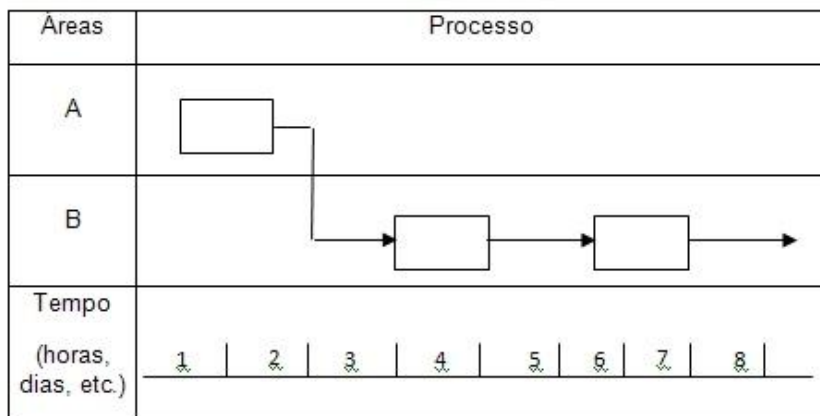 Áreas
Processo
A
B
Tempo
(horas,
dias, etc.)
1 2 3 4 5 6 7 8